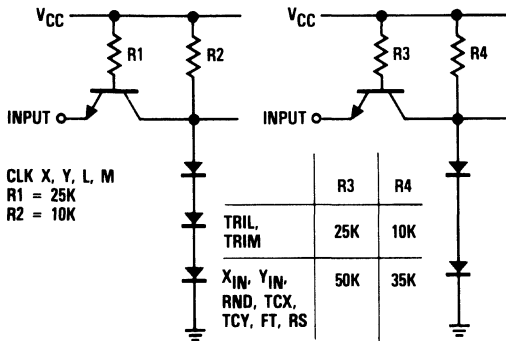 VCC VCC
R1 R2 R3 R4
INPUT INPUT
CLK X, Y, L, M
R1 = 25K
R2 = 10K
R3 R4
TRIL, TRIM 25K 10K
XIN, YIN, RND, TCX, TCY, FT, RS 50K 35K